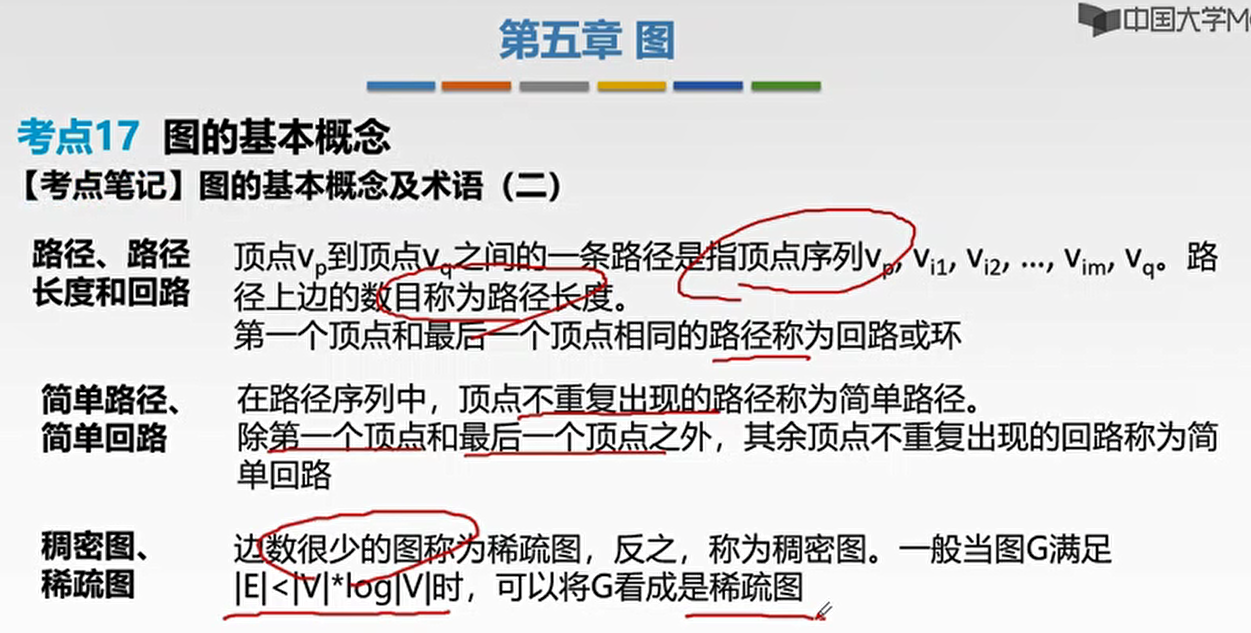 中国大学M
第五章 图
考点17 图的基本概念
【考点笔记】图的基本概念及术语（二）
路径、路径长度和回路
顶点vp到顶点vq之间的一条路径是指顶点序列vp, vi1, vi2, ..., vim, vq。路
径上边的数目称为路径长度。
第一个顶点和最后一个顶点相同的路径称为回路或环
简单路径、
简单回路
在路径序列中，顶点不重复出现的路径称为简单路径。
除第一个顶点和最后一个顶点之外，其余顶点不重复出现的回路称为简
单回路
稠密图、
稀疏图
边数很少的图称为稀疏图，反之，称为稠密图。一般当图G满足
|E|<|V|*log|V|时，可以将G看成是稀疏图